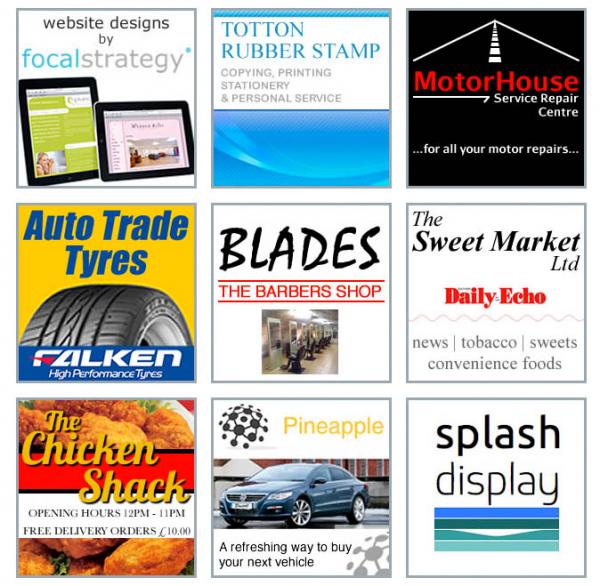 website designs
by
focalstrategy
TOTTON
RUBBER STAMP
COPYING, PRINTING
STATIONERY
& PERSONAL SERVICE
MotorHouse
Service Repair
Centre
...for all your motor repairs...
Auto Trade
Tyres
FALKEN
High Performance Tyres
BLADES
THE BARBERS SHOP
The
Sweet Market
Ltd
Daily Echo
news | tobacco | sweets
convenience foods
The
Chicken
Shack
OPENING HOURS 12PM - 11PM
FREE DELIVERY ORDERS £10.00
Pineapple
A refreshing way to buy
your next vehicle
splash
display